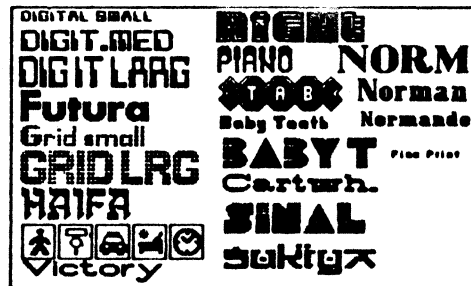 DIGITAL SMALL
DIGIT.MED
DIGIT LARG
Futura
Grid small
GRID LRG
HAIFA
Victory
PIANO
TAB
Baby Teeth
BABY T
Cartwh.
SINAI
NORM
Norman
Normande
Fine Print